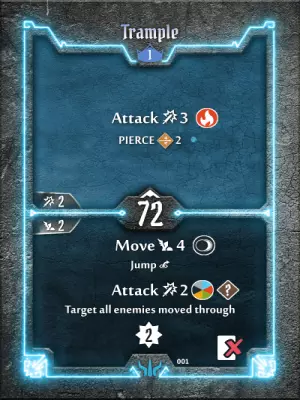 Trample
1
Attack 3
PIERCE 2
2
72
2
Move 4
Jump
Attack 2 ?
Target all enemies moved through
2
001